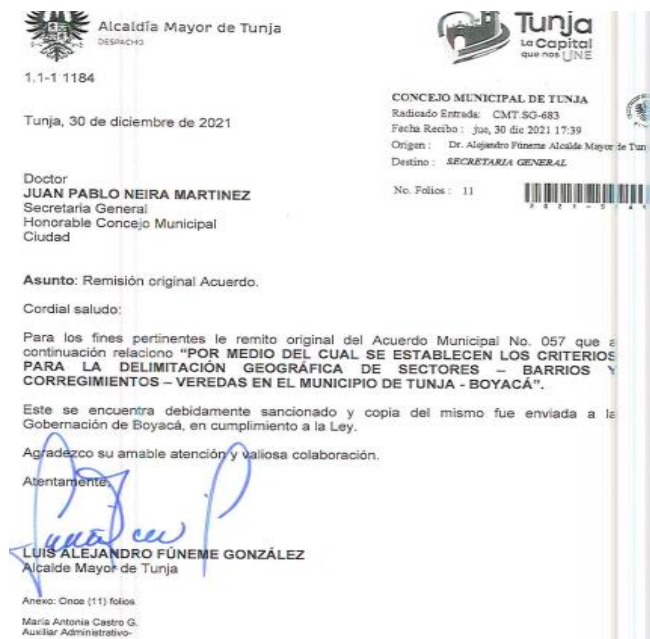 Alcaldía Mayor de Tunja
DESPACHO
Tunja
La Capital
que nos UNE
1.1-1 1184
CONCEJO MUNICIPAL DE TUNJA
Radicado Entrada: CMT.SG-683
Fecha Recibo : jue, 30 dic 2021 17:39
Origen : Dr. Alejandro Fúneme Alcalde Mayor de Tun
Destino : SECRETARIA GENERAL
No. Folios : 11
Tunja, 30 de diciembre de 2021
Doctor
JUAN PABLO NEIRA MARTINEZ
Secretaria General
Honorable Concejo Municipal
Ciudad
Asunto: Remisión original Acuerdo.
Cordial saludo:
Para los fines pertinentes le remito original del Acuerdo Municipal No. 057 que a
continuación relaciono "POR MEDIO DEL CUAL SE ESTABLECEN LOS CRITERIOS
PARA LA DELIMITACIÓN GEOGRÁFICA DE SECTORES – BARRIOS Y
CORREGIMIENTOS – VEREDAS EN EL MUNICIPIO DE TUNJA - BOYACÁ".
Este se encuentra debidamente sancionado y copia del mismo fue enviada a la
Gobernación de Boyacá, en cumplimiento a la Ley.
Agradezco su amable atención y valiosa colaboración.
Atentamente,
LUIS ALEJANDRO FÚNEME GONZÁLEZ
Alcalde Mayor de Tunja
Anexo: Once (11) folios
María Antonia Castro G.
Auxiliar Administrativo-